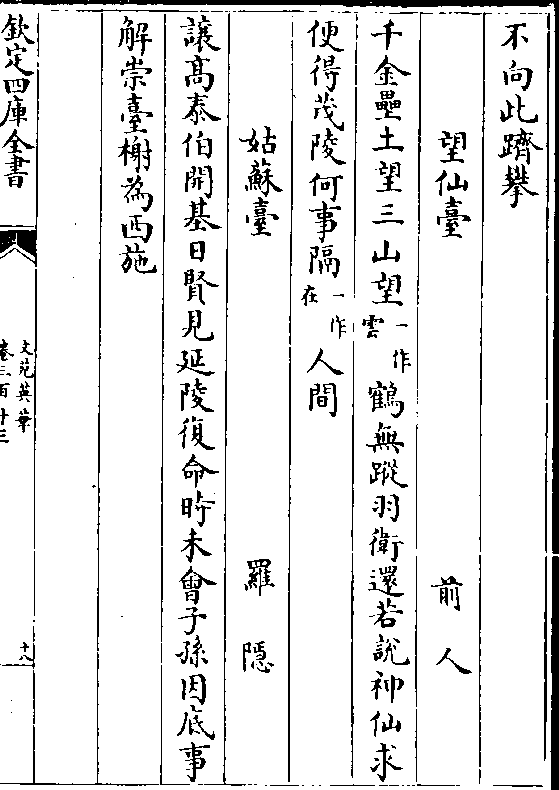 不向此躋攀
望仙臺 前人
千金壘土望三山望一作雲鶴無蹤羽衛還若說神仙求
便得茂陵何事隔一作在人間
姑蘇臺 羅隱
讓高泰伯開基日賢見延陵復命時未會子孫因底事
解崇臺榭為西施
欽定四庫全書
文苑英華
卷三百十三
十八